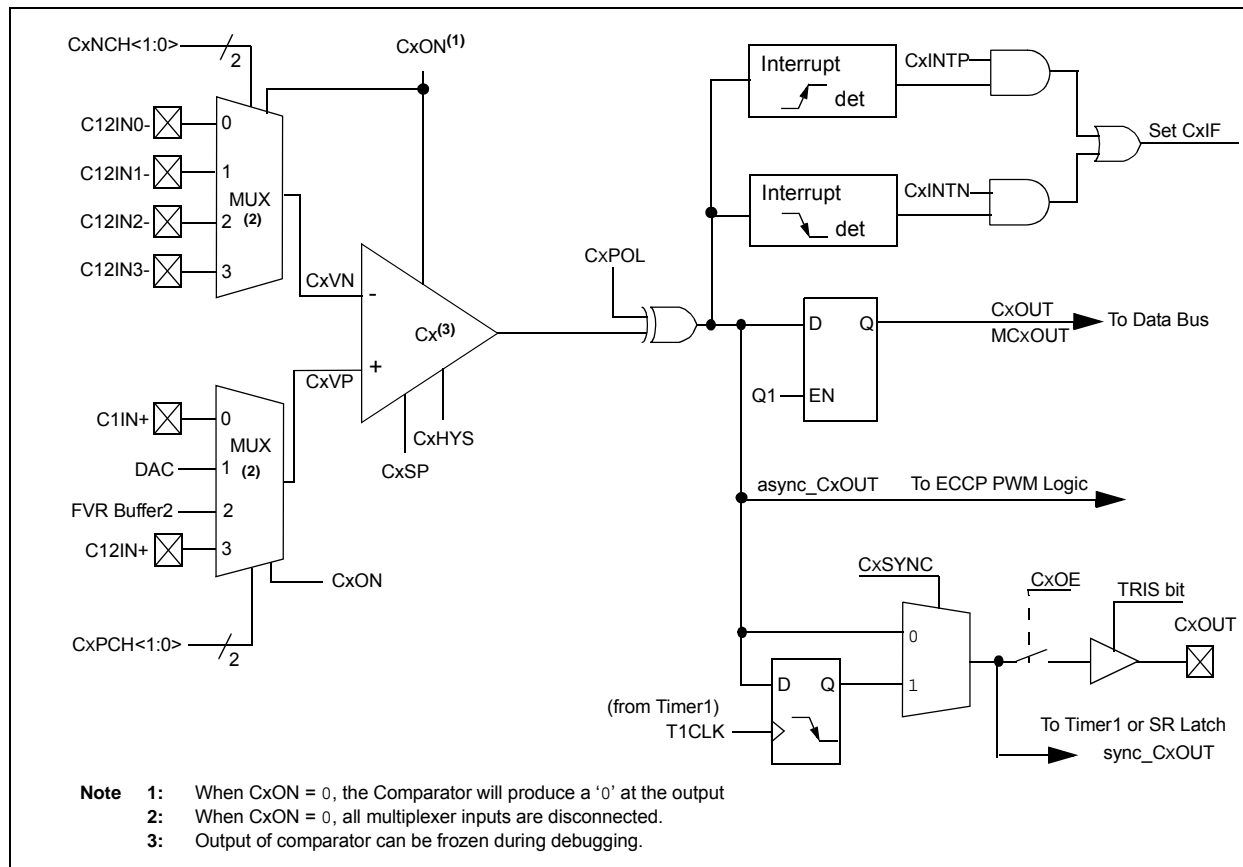 CxNCH<1:0>
2
CxON(1)
C12IN0-
0
C12IN1-
1
MUX
(2)
C12IN2-
2
C12IN3-
3
CxVN
-
Cx(3)
CxVP
+
C1IN+
0
MUX
(2)
DAC
1
FVR Buffer2
2
C12IN+
3
CxON
CxPCH<1:0>
2
CxHYS
CxSP
CxPOL
Interrupt
det
CxINTP
Interrupt
det
CxINTN
Set CxIF
D
Q
Q1
EN
CxOUT
MCxOUT
To Data Bus
async_CxOUT
To ECCP PWM Logic
CxSYNC
0
1
D
Q
(from Timer1)
T1CLK
CxOE
TRIS bit
CxOUT
To Timer1 or SR Latch
sync_CxOUT
Note 1: When CxON = 0, the Comparator will produce a ‘0’ at the output
2: When CxON = 0, all multiplexer inputs are disconnected.
3: Output of comparator can be frozen during debugging.